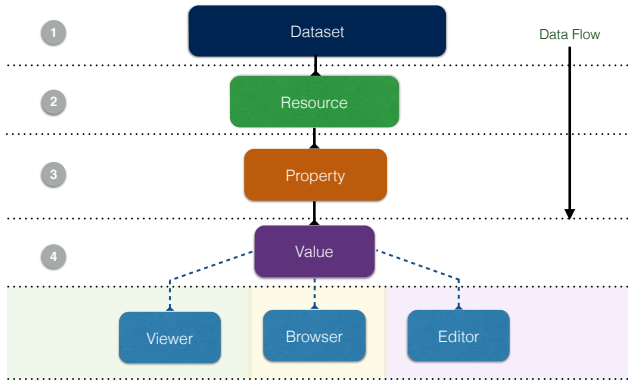 1
Dataset
Data Flow
2
Resource
3
Property
4
Value
Viewer
Browser
Editor